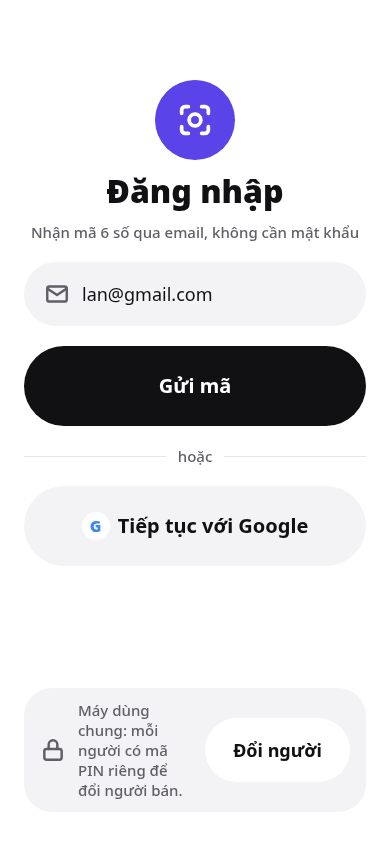 Đăng nhập
Nhận mã 6 số qua email, không cần mật khẩu
lan@gmail.com
Gửi mã
hoặc
G Tiếp tục với Google
Máy dùng
chung: mỗi
người có mã
PIN riêng để
đổi người bán.
Đổi người